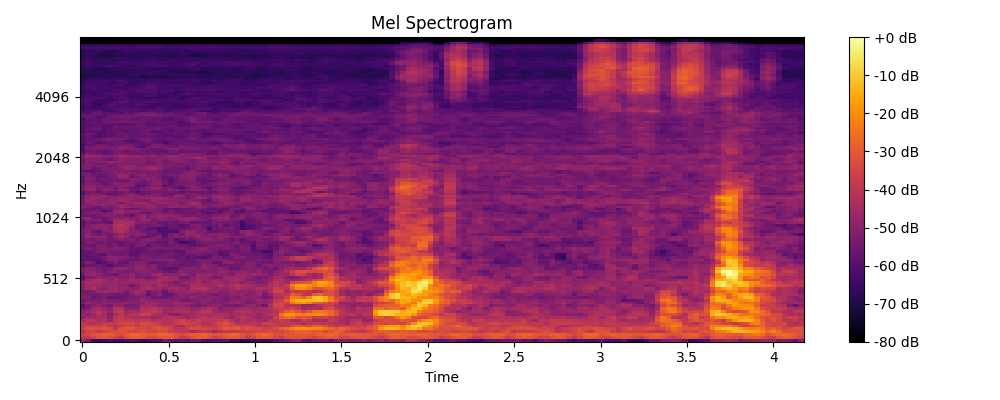 Mel Spectrogram
+0 dB
-10 dB
-20 dB
-30 dB
-40 dB
-50 dB
-60 dB
-70 dB
-80 dB
Hz
4096
2048
1024
512
0
0 0.5 1 1.5 2 2.5 3 3.5 4
Time